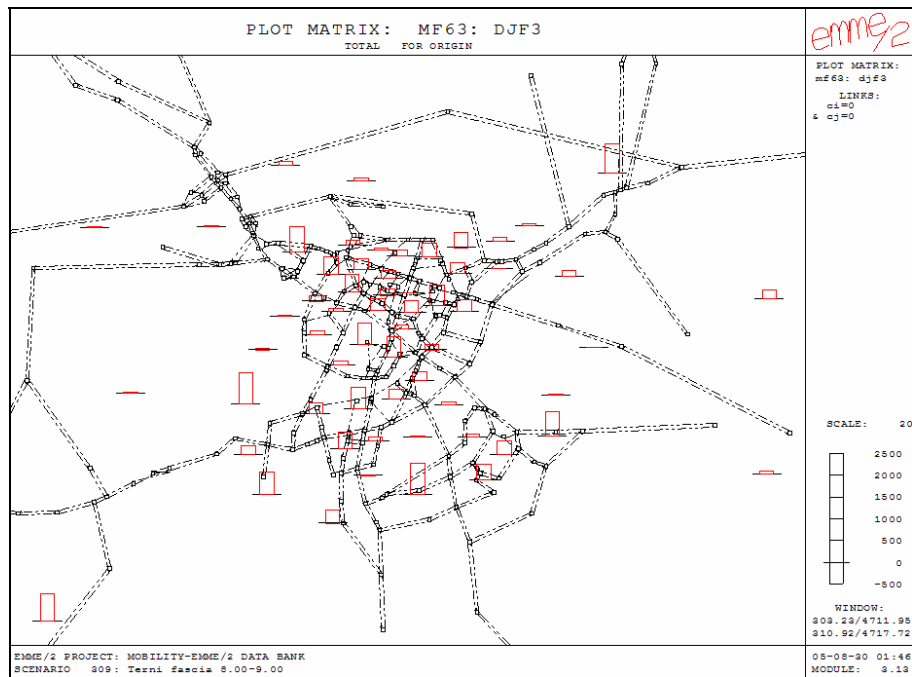 PLOT MATRIX: MF63: DJF3
TOTAL FOR ORIGIN
emme/2
PLOT MATRIX:
mf63: djf3
LINKS:
ci=0
& cj=0
SCALE: 20
2500
2000
1500
1000
500
0
-500
WINDOW:
303.23/4711.95
310.92/4717.72
EMME/2 PROJECT: MOBILITY-EMME/2 DATA BANK
SCENARIO 309: Terni fascia 8.00-9.00
05-08-30 01:46
MODULE: 3.13